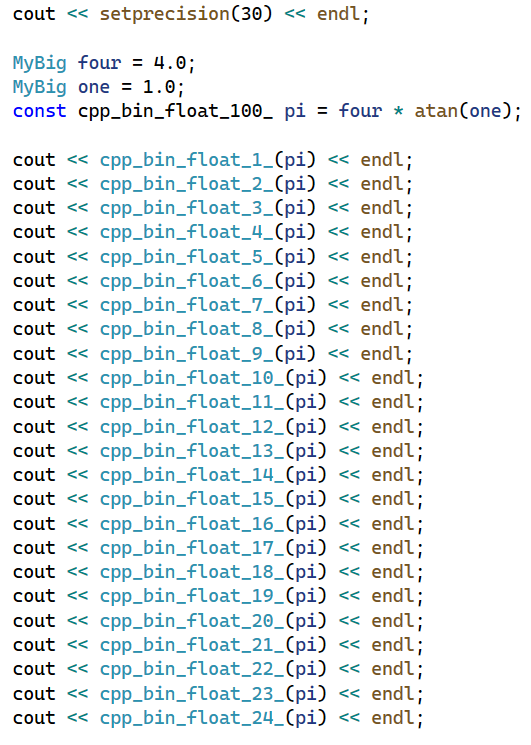 cout << setprecision(30) << endl;
MyBig four = 4.0;
MyBig one = 1.0;
const cpp_bin_float_100_ pi = four * atan(one);
cout << cpp_bin_float_1_(pi) << endl;
cout << cpp_bin_float_2_(pi) << endl;
cout << cpp_bin_float_3_(pi) << endl;
cout << cpp_bin_float_4_(pi) << endl;
cout << cpp_bin_float_5_(pi) << endl;
cout << cpp_bin_float_6_(pi) << endl;
cout << cpp_bin_float_7_(pi) << endl;
cout << cpp_bin_float_8_(pi) << endl;
cout << cpp_bin_float_9_(pi) << endl;
cout << cpp_bin_float_10_(pi) << endl;
cout << cpp_bin_float_11_(pi) << endl;
cout << cpp_bin_float_12_(pi) << endl;
cout << cpp_bin_float_13_(pi) << endl;
cout << cpp_bin_float_14_(pi) << endl;
cout << cpp_bin_float_15_(pi) << endl;
cout << cpp_bin_float_16_(pi) << endl;
cout << cpp_bin_float_17_(pi) << endl;
cout << cpp_bin_float_18_(pi) << endl;
cout << cpp_bin_float_19_(pi) << endl;
cout << cpp_bin_float_20_(pi) << endl;
cout << cpp_bin_float_21_(pi) << endl;
cout << cpp_bin_float_22_(pi) << endl;
cout << cpp_bin_float_23_(pi) << endl;
cout << cpp_bin_float_24_(pi) << endl;